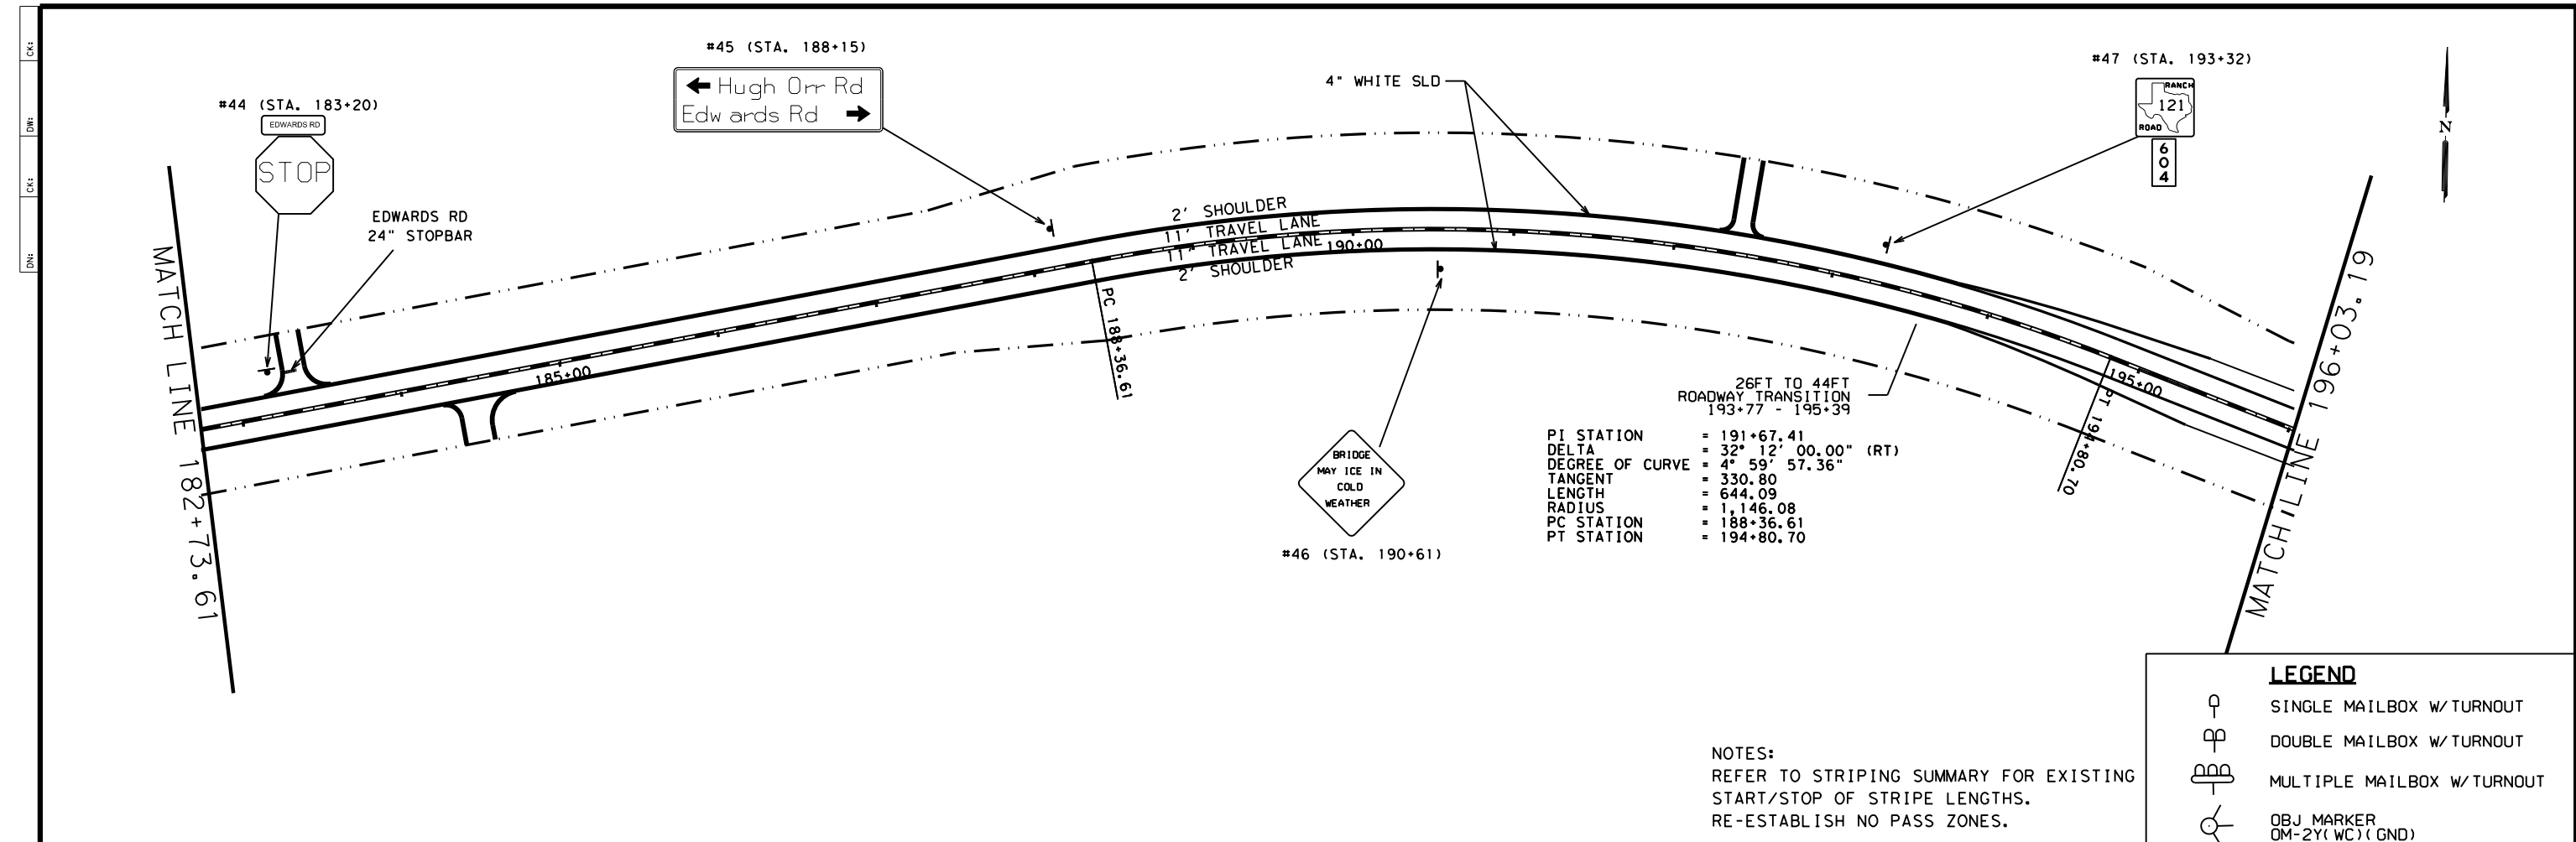 CK:
DW:
CK:
DN:
#44 (STA. 183+20)
EDWARDS RD
STOP
EDWARDS RD
24" STOPBAR
#45 (STA. 188+15)
← Hugh Orr Rd
Edwards Rd →
4" WHITE SLD
#47 (STA. 193+32)
RANCH
121
ROAD
6
0
4
N
2' SHOULDER
11' TRAVEL LANE
11' TRAVEL LANE
2' SHOULDER
190+00
185+00
195+00
PC 188+36.61
PT 194+80.70
MATCH LINE 182+73.61
MATCH LINE 196+03.19
26FT TO 44FT
ROADWAY TRANSITION
193+77 - 195+39
BRIDGE
MAY ICE IN
COLD
WEATHER
#46 (STA. 190+61)
PI STATION = 191+67.41
DELTA = 32° 12' 00.00" (RT)
DEGREE OF CURVE = 4° 59' 57.36"
TANGENT = 330.80
LENGTH = 644.09
RADIUS = 1,146.08
PC STATION = 188+36.61
PT STATION = 194+80.70
NOTES:
REFER TO STRIPING SUMMARY FOR EXISTING
START/STOP OF STRIPE LENGTHS.
RE-ESTABLISH NO PASS ZONES.
LEGEND
SINGLE MAILBOX W/TURNOUT
DOUBLE MAILBOX W/TURNOUT
MULTIPLE MAILBOX W/TURNOUT
OBJ MARKER
OM-2Y(WC)(GND)